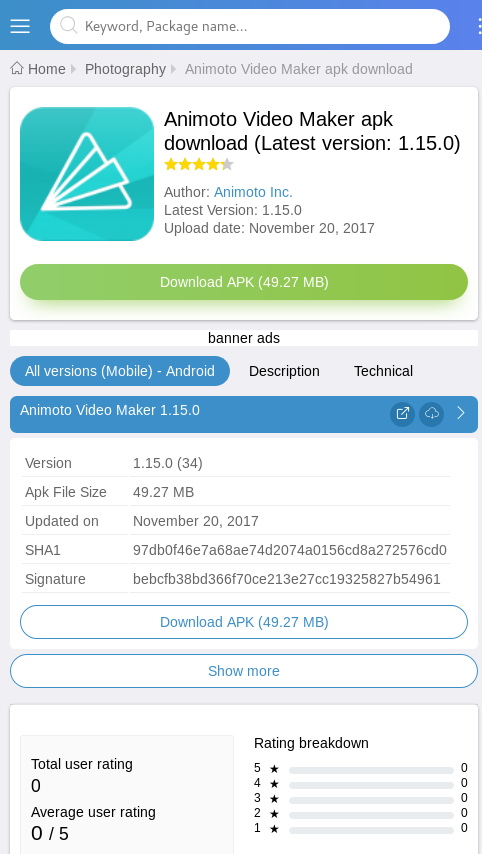 Keyword, Package name...
Home Photography Animoto Video Maker apk download
Animoto Video Maker apk
download (Latest version: 1.15.0)
Author: Animoto Inc.
Latest Version: 1.15.0
Upload date: November 20, 2017
Download APK (49.27 MB)
banner ads
All versions (Mobile) - Android Description Technical
Animoto Video Maker 1.15.0
Version 1.15.0 (34)
Apk File Size 49.27 MB
Updated on November 20, 2017
SHA1 97db0f46e7a68ae74d2074a0156cd8a272576cd0
Signature bebcfb38bd366f70ce213e27cc19325827b54961
Download APK (49.27 MB)
Show more
Total user rating
0
Average user rating
0 / 5
Rating breakdown
5 ★ 0
4 ★ 0
3 ★ 0
2 ★ 0
1 ★ 0